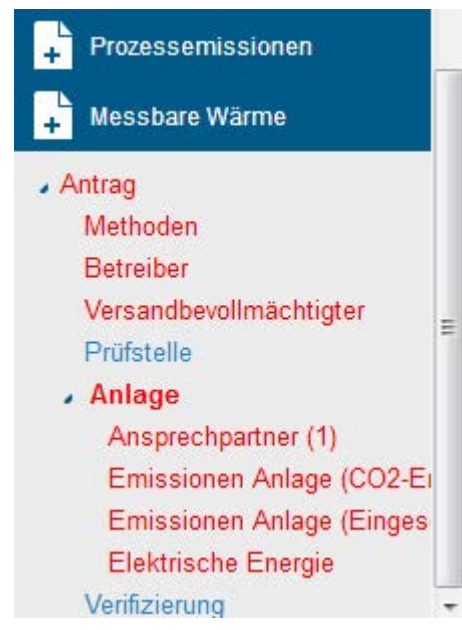 Prozessemissionen
Messbare Wärme
Antrag
Methoden
Betreiber
Versandbevollmächtigter
Prüfstelle
Anlage
Ansprechpartner (1)
Emissionen Anlage (CO2-E
Emissionen Anlage (Einges
Elektrische Energie
Verifizierung